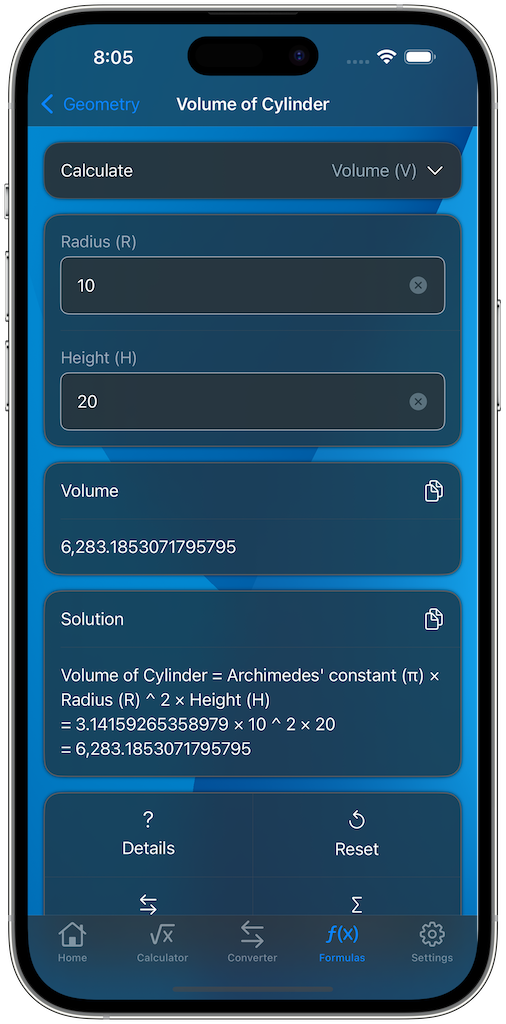 8:05
Geometry Volume of Cylinder
Calculate Volume (V)
Radius (R)
10
Height (H)
20
Volume
6,283.1853071795795
Solution
Volume of Cylinder = Archimedes' constant (π) ×
Radius (R) ^ 2 × Height (H)
= 3.14159265358979 × 10 ^ 2 × 20
= 6,283.1853071795795
? Σ
Details Reset
√x f(x)
Home Calculator Converter Formulas Settings